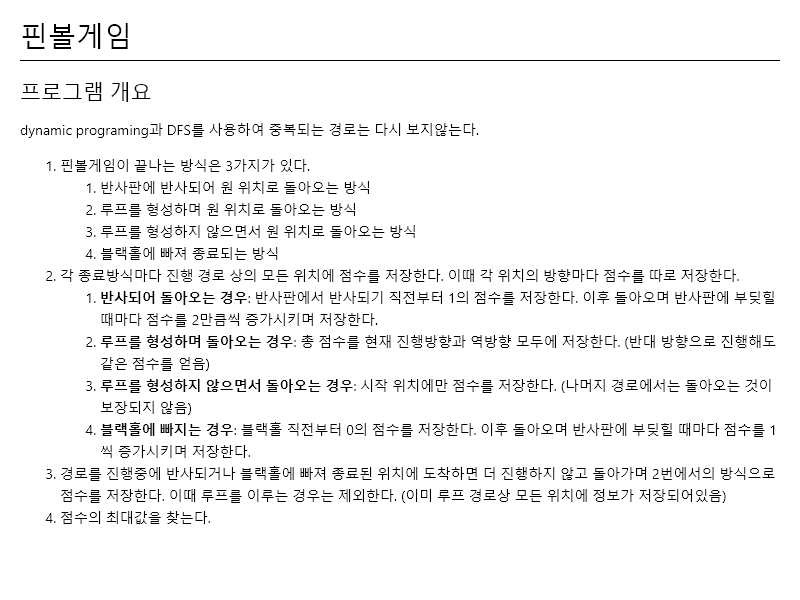 핀볼게임
프로그램 개요
dynamic programing과 DFS를 사용하여 중복되는 경로는 다시 보지않는다.
1. 핀볼게임이 끝나는 방식은 3가지가 있다.
1. 반사판에 반사되어 원 위치로 돌아오는 방식
2. 루프를 형성하며 원 위치로 돌아오는 방식
3. 루프를 형성하지 않으면서 원 위치로 돌아오는 방식
4. 블랙홀에 빠져 종료되는 방식
2. 각 종료방식마다 진행 경로 상의 모든 위치에 점수를 저장한다. 이때 각 위치의 방향마다 점수를 따로 저장한다.
1. 반사되어 돌아오는 경우: 반사판에서 반사되기 직전부터 1의 점수를 저장한다. 이후 돌아오며 반사판에 부딪힐
때마다 점수를 2만큼씩 증가시키며 저장한다.
2. 루프를 형성하며 돌아오는 경우: 총 점수를 현재 진행방향과 역방향 모두에 저장한다. (반대 방향으로 진행해도
같은 점수를 얻음)
3. 루프를 형성하지 않으면서 돌아오는 경우: 시작 위치에만 점수를 저장한다. (나머지 경로에서는 돌아오는 것이
보장되지 않음)
4. 블랙홀에 빠지는 경우: 블랙홀 직전부터 0의 점수를 저장한다. 이후 돌아오며 반사판에 부딪힐 때마다 점수를 1
씩 증가시키며 저장한다.
3. 경로를 진행중에 반사되거나 블랙홀에 빠져 종료된 위치에 도착하면 더 진행하지 않고 돌아가며 2번에서의 방식으로
점수를 저장한다. 이때 루프를 이루는 경우는 제외한다. (이미 루프 경로상 모든 위치에 정보가 저장되어있음)
4. 점수의 최대값을 찾는다.